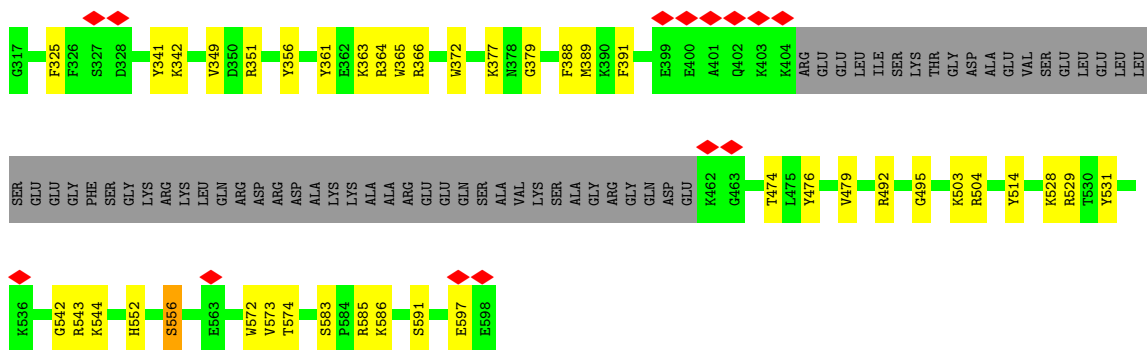 G317 F325 F326 S327 D328 Y341 K342 V349 D350 R351 Y356 Y361 E362 K363 R364 W365 R366 W372 K377 N378 G379 F388 M389 K390 F391 E399 E400 A401 Q402 K403 K404 ARG GLU GLU LEU ILE SER LYS THR GLY ASP ALA GLU VAL SER GLU LEU GLU LEU LEU
SER GLU GLU GLY PHE SER GLY LYS ARG LYS LEU GLN ARG ASP ARG ASP ALA LYS LYS ALA ALA ARG GLU GLU GLN SER ALA VAL LYS SER ALA GLY ARG GLY GLN ASP GLU K462 G463 T474 L475 Y476 V479 R492 G495 K503 R504 Y514 K528 R529 T530 Y531
K536 G542 R543 K544 H552 S556 E563 W572 V573 T574 S583 P584 R585 K586 S591 E597 E598